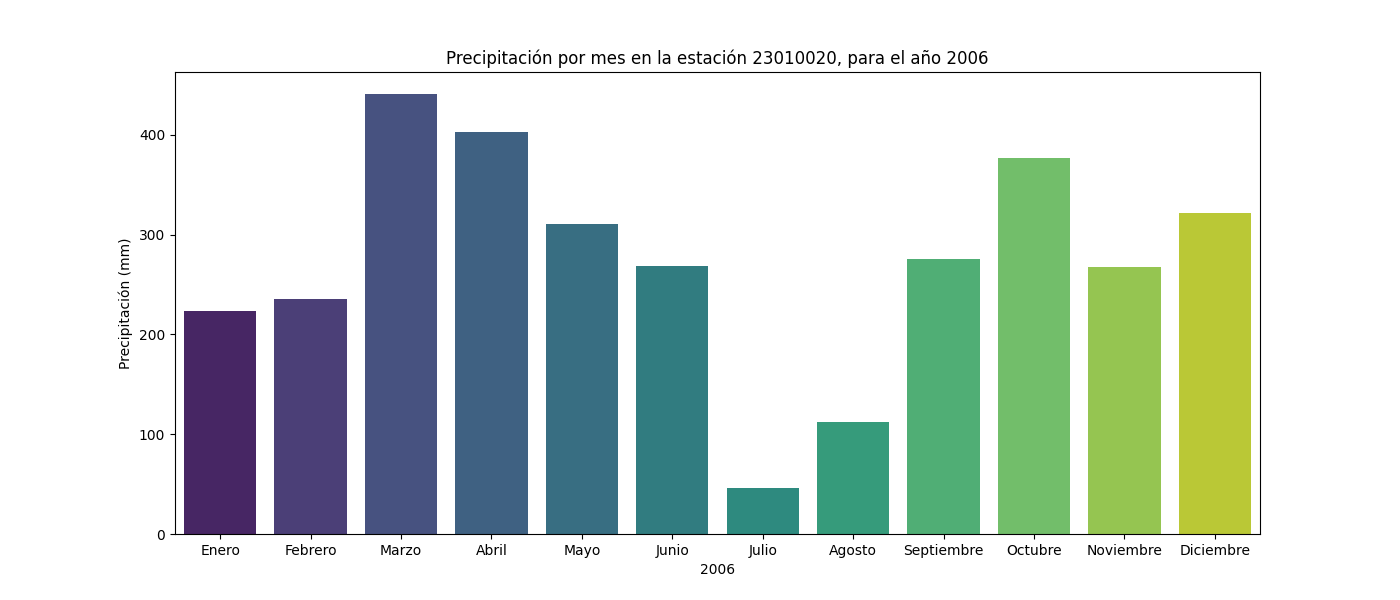 Precipitación por mes en la estación 23010020, para el año 2006
Precipitación (mm)
400
300
200
100
0
Enero Febrero Marzo Abril Mayo Junio Julio Agosto Septiembre Octubre Noviembre Diciembre
2006